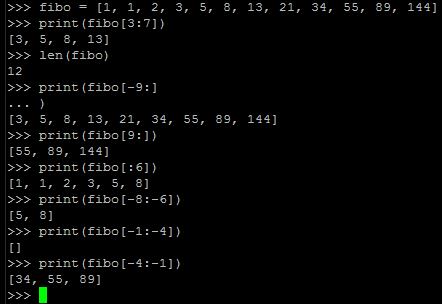 >>> fibo = [1, 1, 2, 3, 5, 8, 13, 21, 34, 55, 89, 144]
>>> print(fibo[3:7])
[3, 5, 8, 13]
>>> len(fibo)
12
>>> print(fibo[-9:]
... )
[3, 5, 8, 13, 21, 34, 55, 89, 144]
>>> print(fibo[9:])
[55, 89, 144]
>>> print(fibo[:6])
[1, 1, 2, 3, 5, 8]
>>> print(fibo[-8:-6])
[5, 8]
>>> print(fibo[-1:-4])
[]
>>> print(fibo[-4:-1])
[34, 55, 89]
>>>